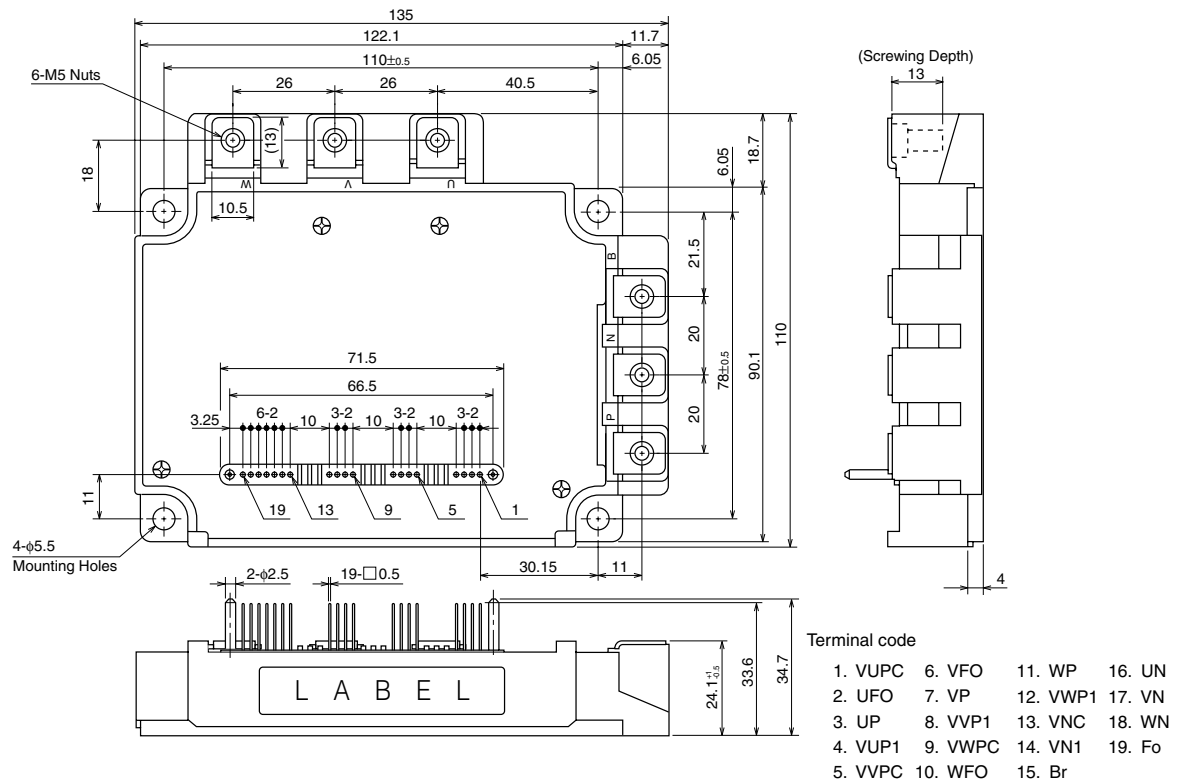 135
122.1
11.7
110±0.5
6.05
26
26
40.5
6-M5 Nuts
(13)
18
10.5
W
V
U
18.7
6.05
21.5
20
20
78±0.5
90.1
110
B
N
P
71.5
66.5
3.25
6-2
10
3-2
10
3-2
10
3-2
11
19
13
9
5
1
4-ϕ5.5
Mounting Holes
30.15
11
(Screwing Depth)
13
4
2-ϕ2.5
19-□0.5
LABEL
24.1 +1 -0.5
33.6
34.7
Terminal code
1. VUPC 6. VFO 11. WP 16. UN
2. UFO 7. VP 12. VWP1 17. VN
3. UP 8. VVP1 13. VNC 18. WN
4. VUP1 9. VWPC 14. VN1 19. Fo
5. VVPC 10. WFO 15. Br